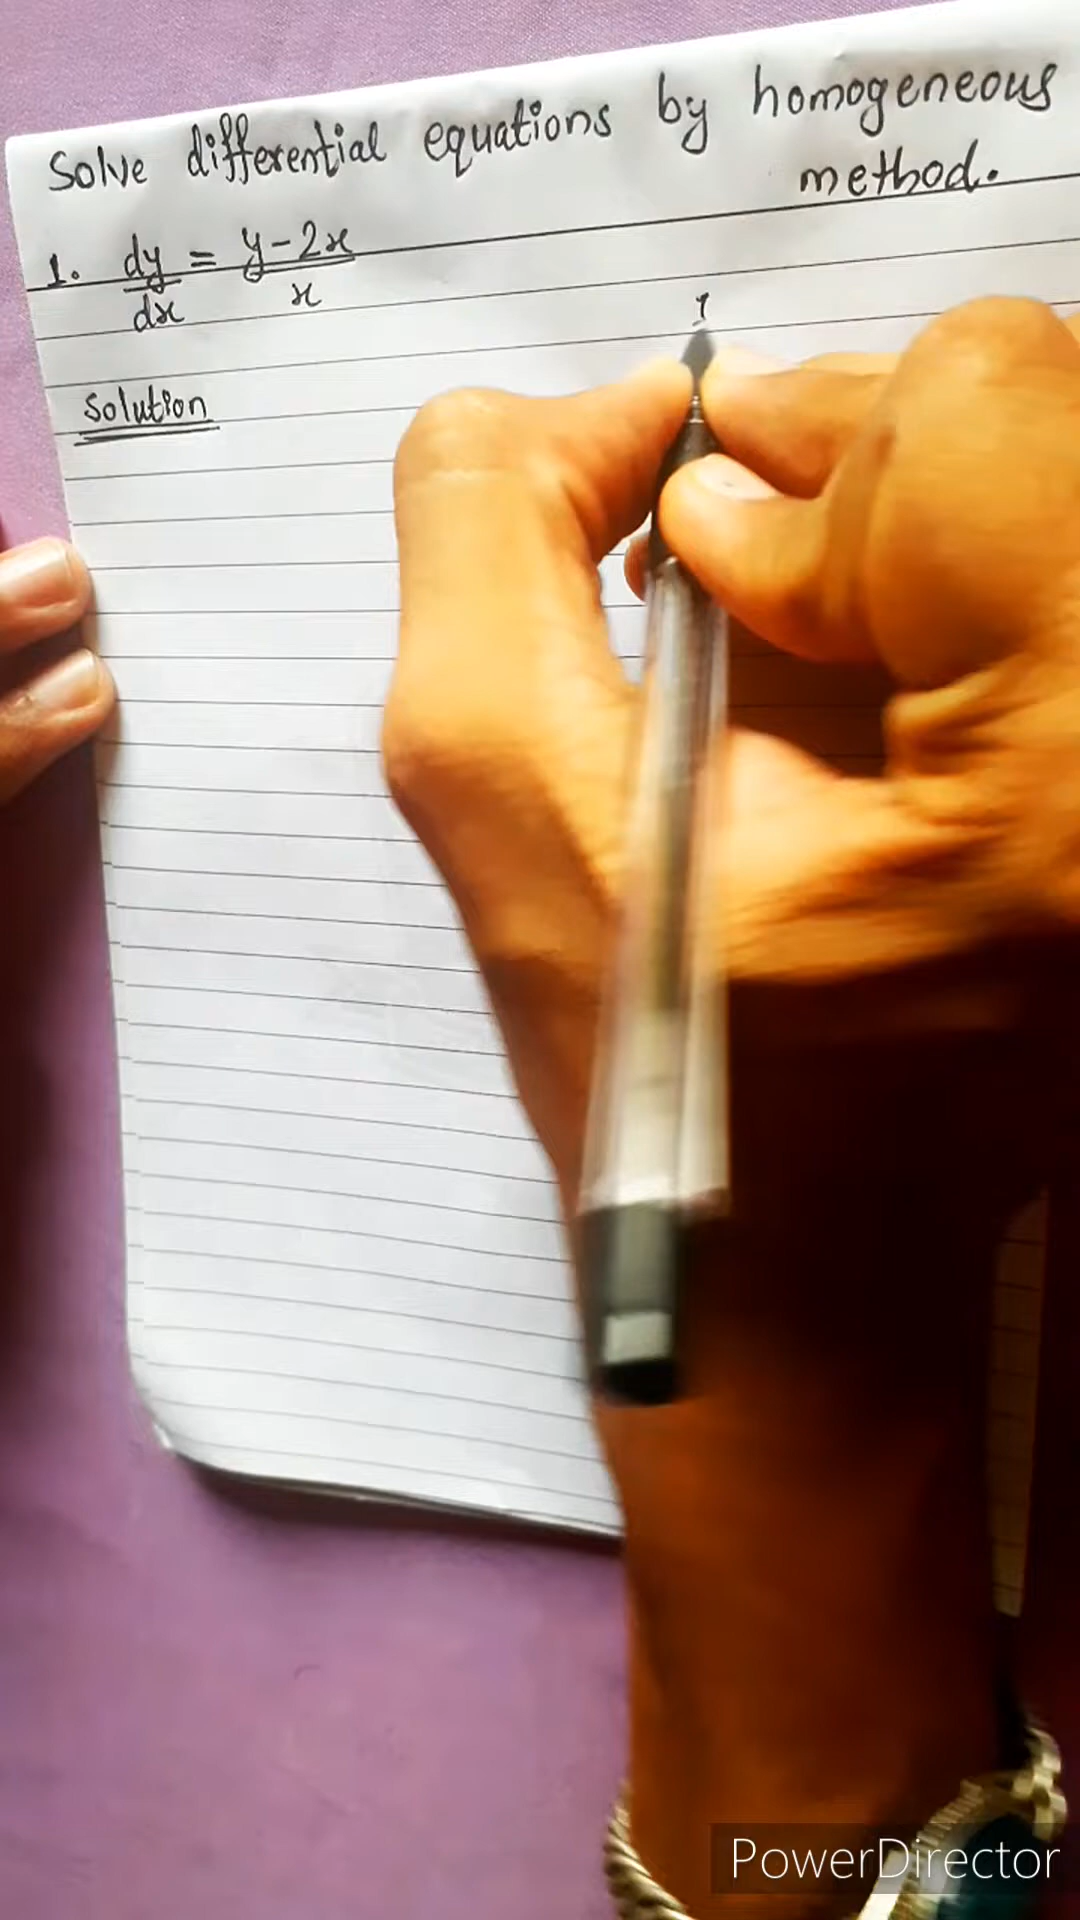 Solve differential equations by homogeneous
method.
1. dy/dx = y-2x/x
Solution
PowerDirector